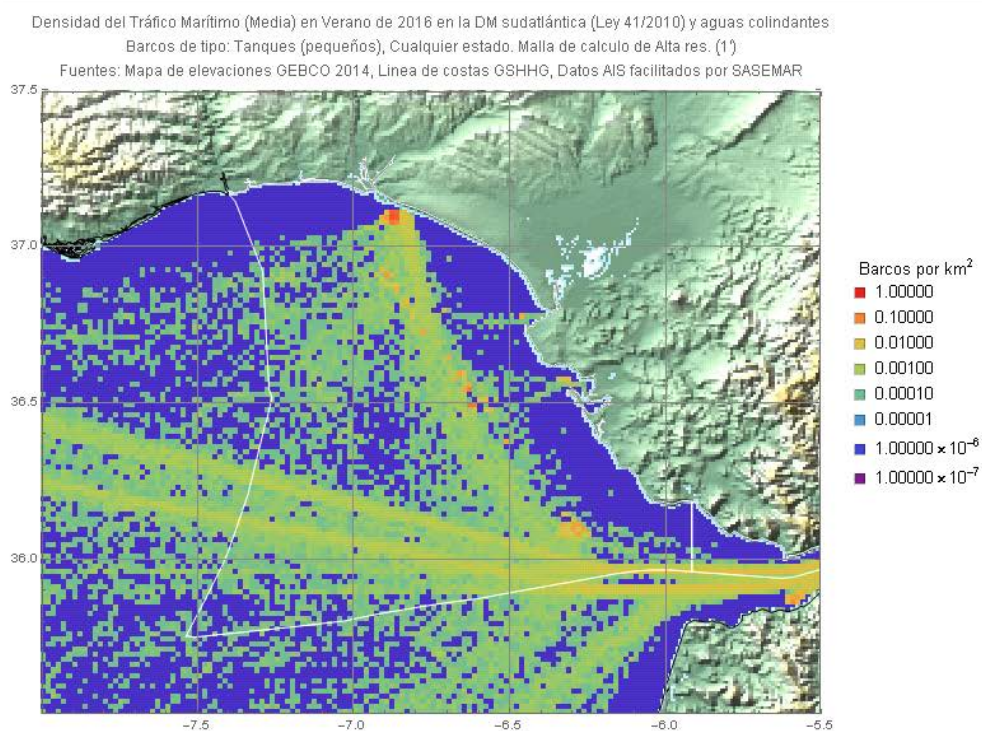 Densidad del Tráfico Marítimo (Media) en Verano de 2016 en la DM sudatlántica (Ley 41/2010) y aguas colindantes
Barcos de tipo: Tanques (pequeños), Cualquier estado. Malla de calculo de Alta res. (1')
Fuentes: Mapa de elevaciones GEBCO 2014, Linea de costas GSHHG, Datos AIS facilitados por SASEMAR
37.5
37.0
36.5
36.0
-7.5
-7.0
-6.5
-6.0
-5.5
Barcos por km²
1.00000
0.10000
0.01000
0.00100
0.00010
0.00001
1.00000 × 10⁻⁶
1.00000 × 10⁻⁷